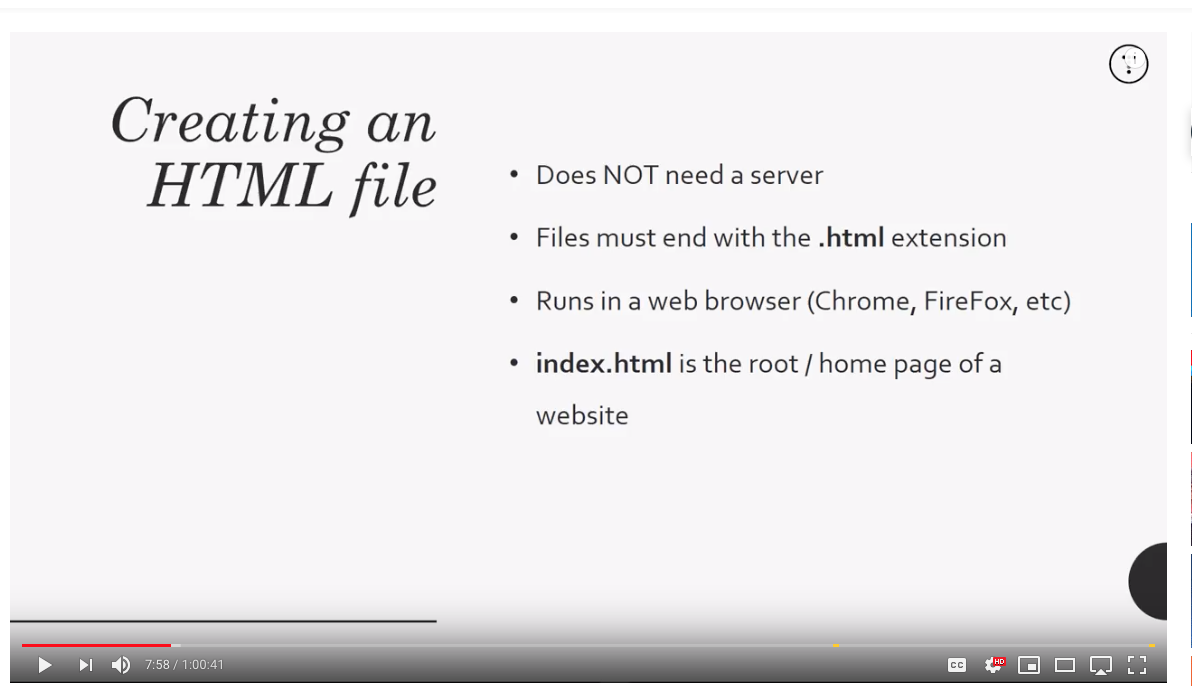 Creating an
HTML file
• Does NOT need a server
• Files must end with the .html extension
• Runs in a web browser (Chrome, FireFox, etc)
• index.html is the root / home page of a
website
7:58 / 1:00:41
CC
HD